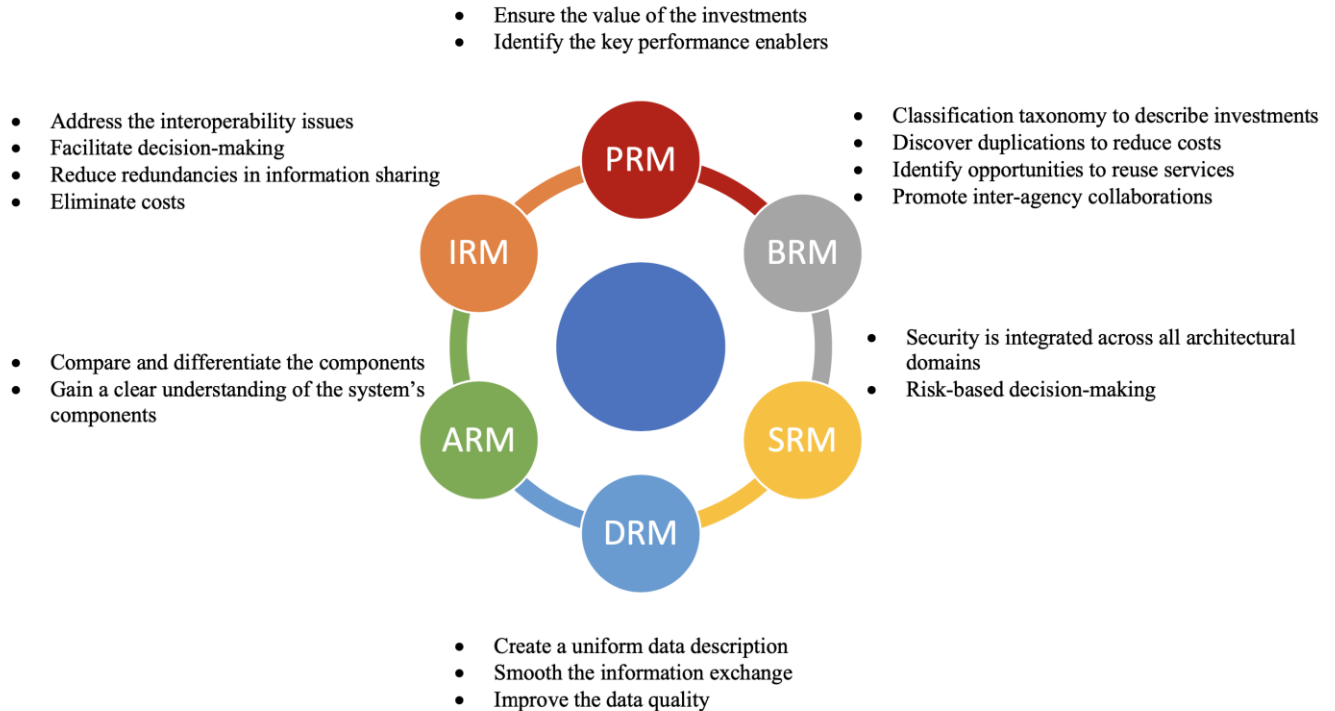 • Ensure the value of the investments
• Identify the key performance enablers
• Address the interoperability issues
• Facilitate decision-making
• Reduce redundancies in information sharing
• Eliminate costs
PRM
• Classification taxonomy to describe investments
• Discover duplications to reduce costs
• Identify opportunities to reuse services
• Promote inter-agency collaborations
IRM
BRM
• Compare and differentiate the components
• Gain a clear understanding of the system’s
components
• Security is integrated across all architectural
domains
• Risk-based decision-making
ARM
SRM
DRM
• Create a uniform data description
• Smooth the information exchange
• Improve the data quality